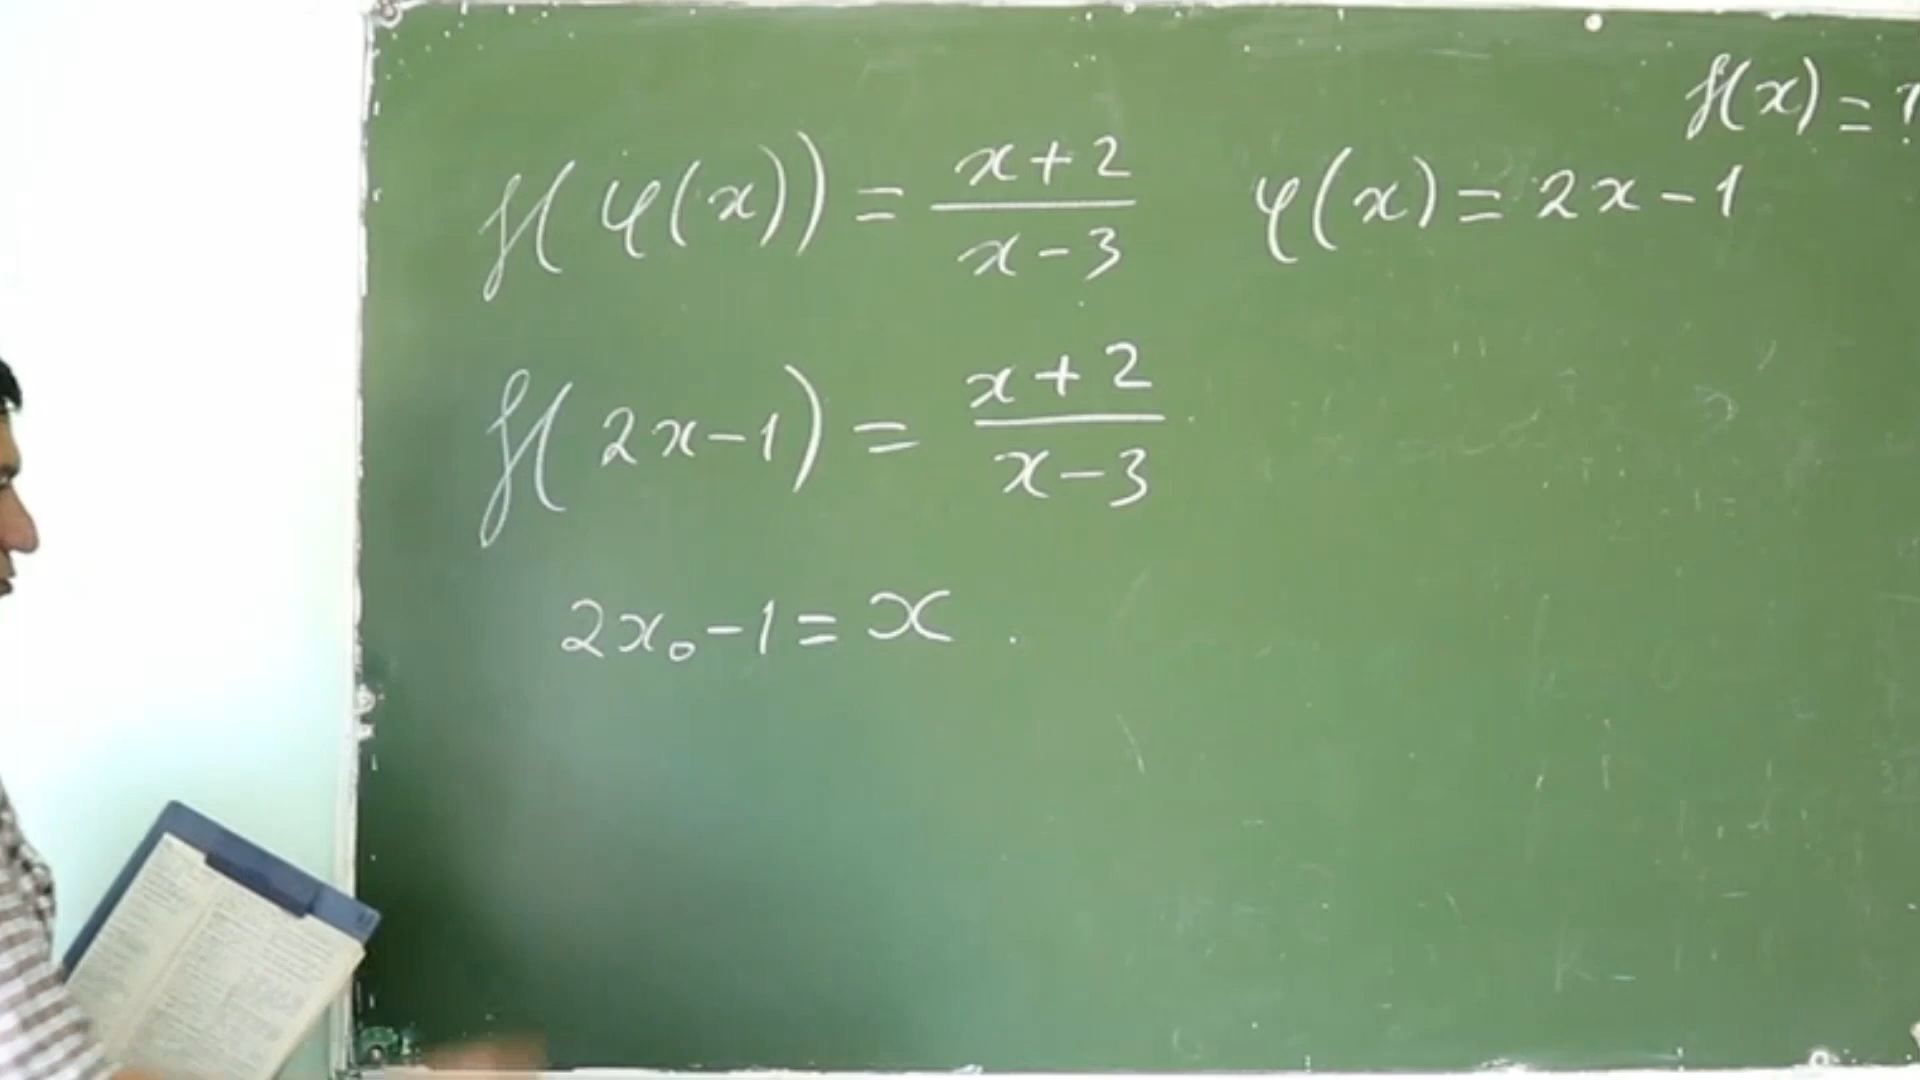 f(x) = ?
f(φ(x)) = (x+2)/(x-3)   φ(x) = 2x-1
f(2x-1) = (x+2)/(x-3)
2x₀-1=x